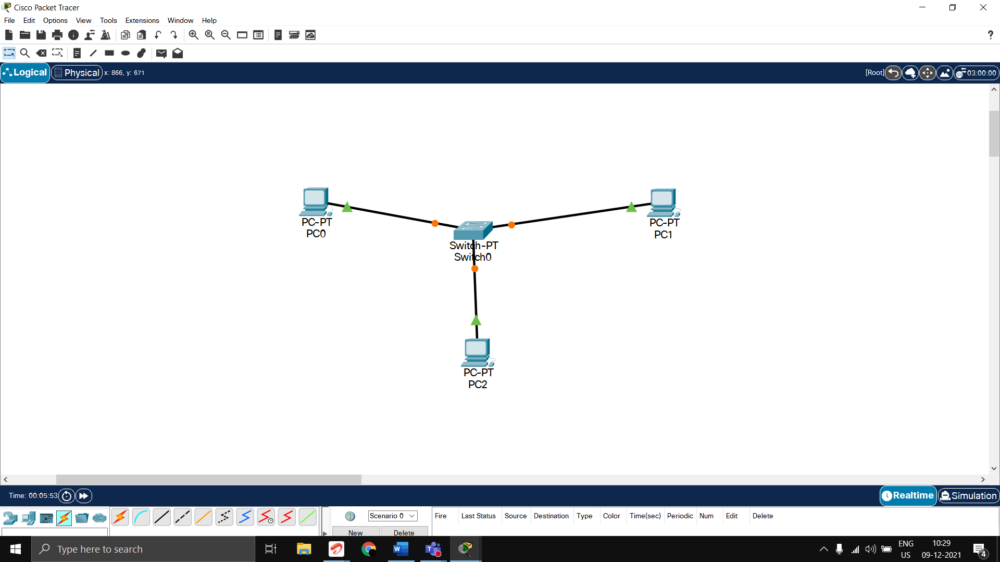 Cisco Packet Tracer
File Edit Options View Tools Extensions Window Help
?
Logical Physical x: 866, y: 671 [Root] 03:00:00
PC-PT
PC0
PC-PT
PC1
Switch-PT
Switch0
PC-PT
PC2
Time: 00:05:53 Realtime Simulation
Scenario 0 Fire Last Status Source Destination Type Color Time(sec) Periodic Num Edit Delete
New Delete
Type here to search
ENG 10:29
US 09-12-2021 4